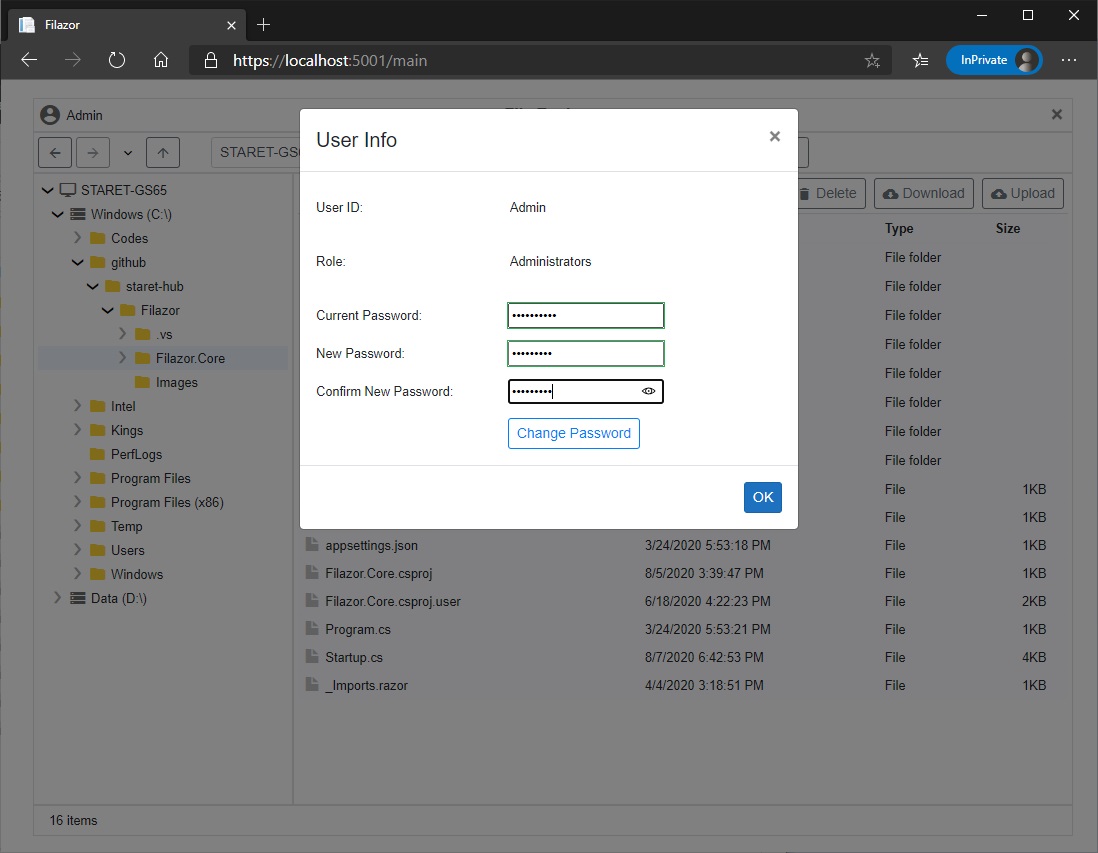 Filazor
https://localhost:5001/main
InPrivate
Admin
STARET-GS
Delete
Download
Upload
STARET-GS65
Windows (C:\)
Codes
github
staret-hub
Filazor
.vs
Filazor.Core
Images
Intel
Kings
PerfLogs
Program Files
Program Files (x86)
Temp
Users
Windows
Data (D:\)
User Info
User ID: Admin
Role: Administrators
Current Password: ••••••••••
New Password: •••••••••
Confirm New Password: •••••••••
Change Password
OK
Type Size
File folder
File folder
File folder
File folder
File folder
File folder
File folder
File folder
File 1KB
File 1KB
appsettings.json 3/24/2020 5:53:18 PM File 1KB
Filazor.Core.csproj 8/5/2020 3:39:47 PM File 1KB
Filazor.Core.csproj.user 6/18/2020 4:22:23 PM File 2KB
Program.cs 3/24/2020 5:53:21 PM File 1KB
Startup.cs 8/7/2020 6:42:53 PM File 4KB
_Imports.razor 4/4/2020 3:18:51 PM File 1KB
16 items